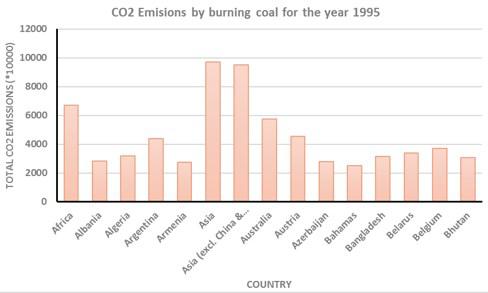 CO2 Emisions by burning coal for the year 1995
TOTAL CO2 EMISSIONS (*10000)
12000
10000
8000
6000
4000
2000
0
Africa
Albania
Algeria
Argentina
Armenia
Asia
Asia (excl. China &...
Australia
Austria
Azerbaijan
Bahamas
Bangladesh
Belarus
Belgium
Bhutan
COUNTRY